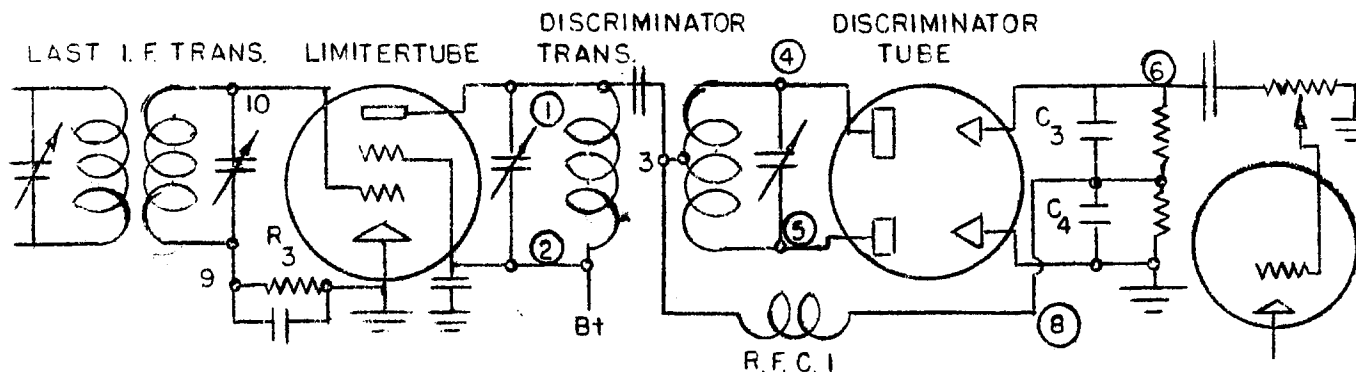 LAST I.F. TRANS.
LIMITERTUBE
DISCRIMINATOR
TRANS.
DISCRIMINATOR
TUBE
10
1
3
4
6
C3
C4
R3
9
2
5
B+
R.F.C. 1
8